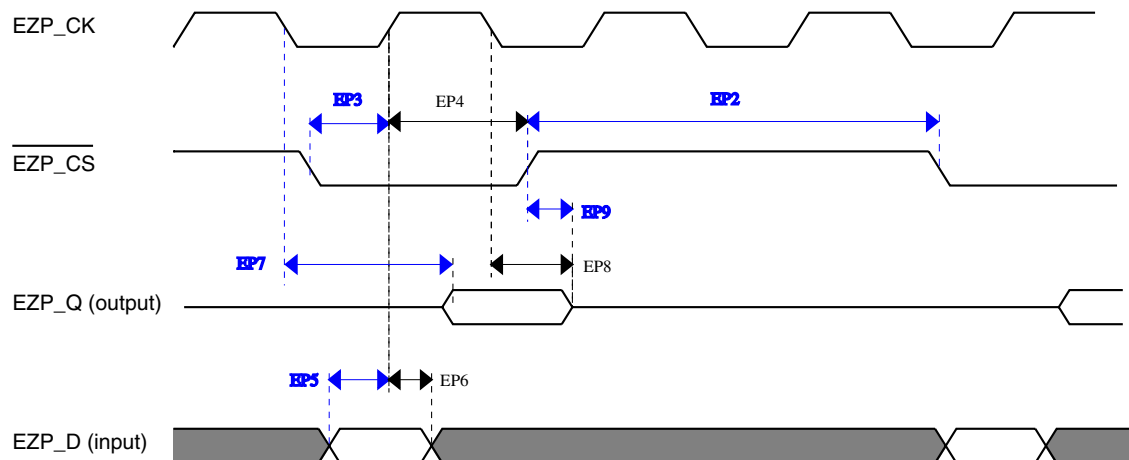 EZP_CK
EP3
EP4
EP2
EZP_CS
EP9
EP7
EP8
EZP_Q (output)
EP5
EP6
EZP_D (input)